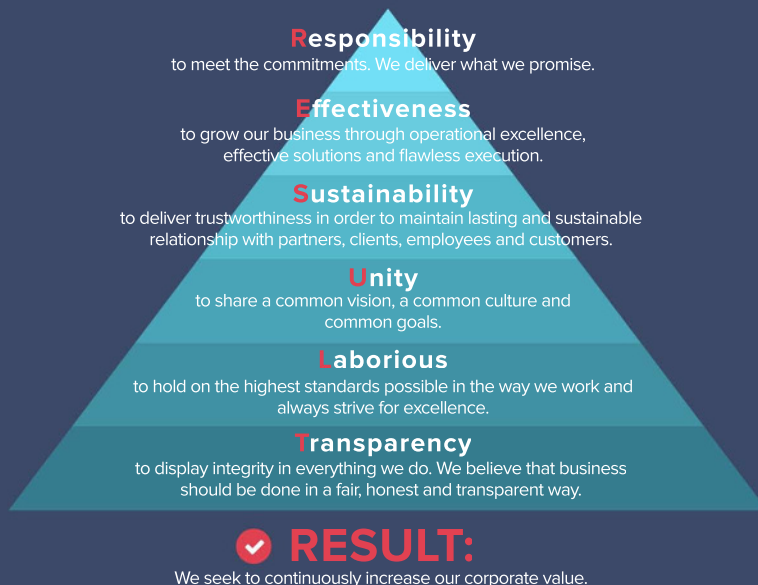 Responsibility
to meet the commitments. We deliver what we promise.
Effectiveness
to grow our business through operational excellence,
effective solutions and flawless execution.
Sustainability
to deliver trustworthiness in order to maintain lasting and sustainable
relationship with partners, clients, employees and customers.
Unity
to share a common vision, a common culture and
common goals.
Laborious
to hold on the highest standards possible in the way we work and
always strive for excellence.
Transparency
to display integrity in everything we do. We believe that business
should be done in a fair, honest and transparent way.
RESULT:
We seek to continuously increase our corporate value.